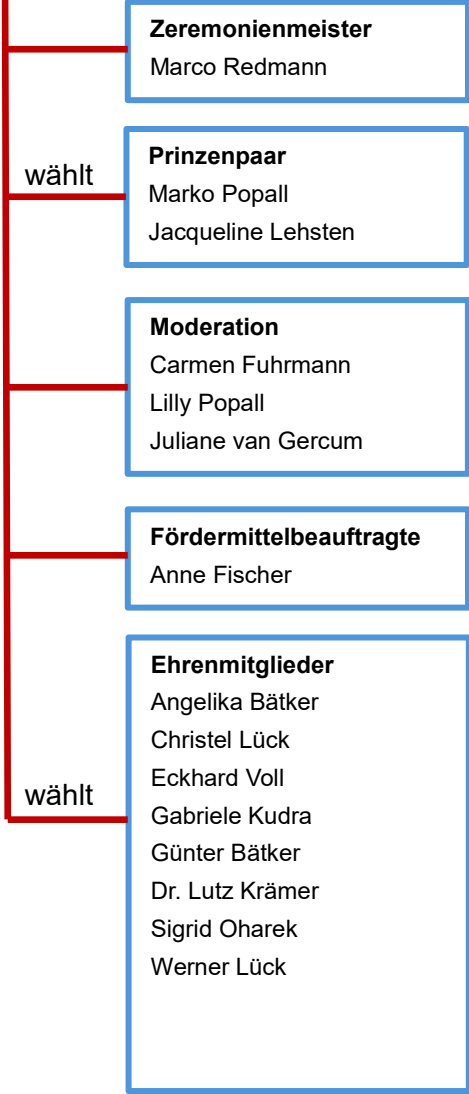 Zeremonienmeister
Marco Redmann
wählt
Prinzenpaar
Marko Popall
Jacqueline Lehsten
Moderation
Carmen Fuhrmann
Lilly Popall
Juliane van Gercum
Fördermittelbeauftragte
Anne Fischer
wählt
Ehrenmitglieder
Angelika Bätker
Christel Lück
Eckhard Voll
Gabriele Kudra
Günter Bätker
Dr. Lutz Krämer
Sigrid Oharek
Werner Lück